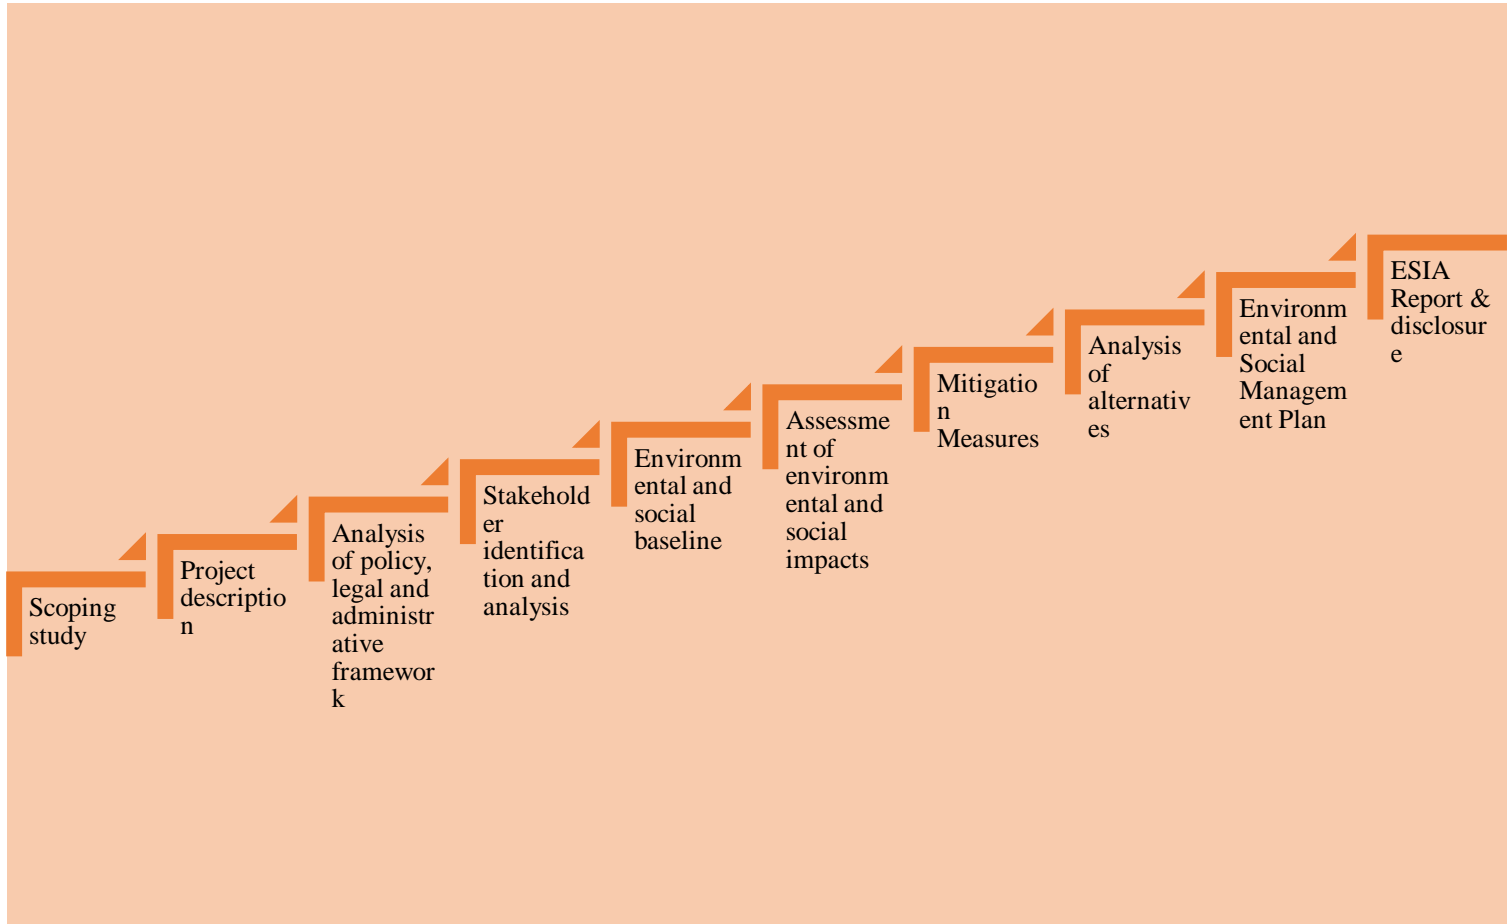 Scoping
study
Project
descriptio
n
Analysis
of policy,
legal and
administr
ative
framewor
k
Stakehold
er
identifica
tion and
analysis
Environm
ental and
social
baseline
Assessme
nt of
environm
ental and
social
impacts
Mitigatio
n
Measures
Analysis
of
alternativ
es
Environm
ental and
Social
Managem
ent Plan
ESIA
Report &
disclosur
e